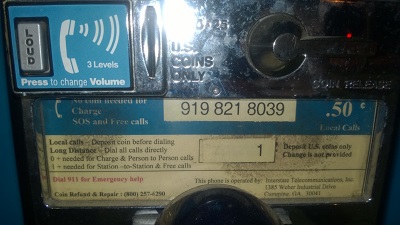 LOUD
3 Levels
Press to change Volume
U.S.
COINS
ONLY
COIN RELEASE
No coin needed for
Charge
SOS and Free calls
919 821 8039
.50 ¢
Local Calls
Local calls - Deposit coin before dialing
Long Distance - Dial all calls directly
0 + needed for Charge & Person to Person calls
1 + needed for Station -to-Station & Free calls
1
Deposit U.S. coins only
Change is not provided
Dial 911 for Emergency help
Coin Refund & Repair : (800) 257-0290
This phone is operated by: Interstate Telecommunications, Inc
1285 Weber Industrial Drive,
Cumming, GA. 30041